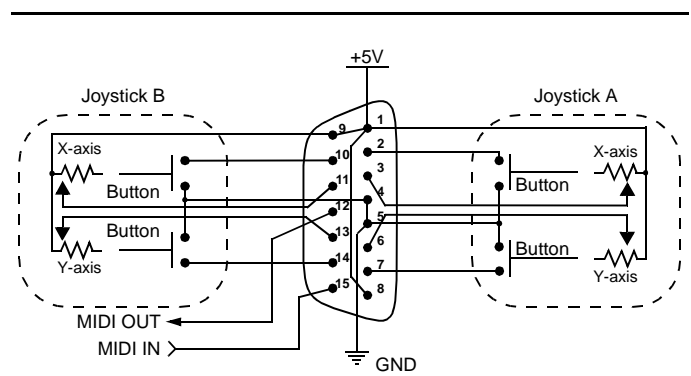 +5V
Joystick B
Joystick A
X-axis
Button
Button
Y-axis
9
10
11
12
13
14
15
1
2
3
4
5
6
7
8
X-axis
Button
Button
Y-axis
MIDI OUT
MIDI IN
GND